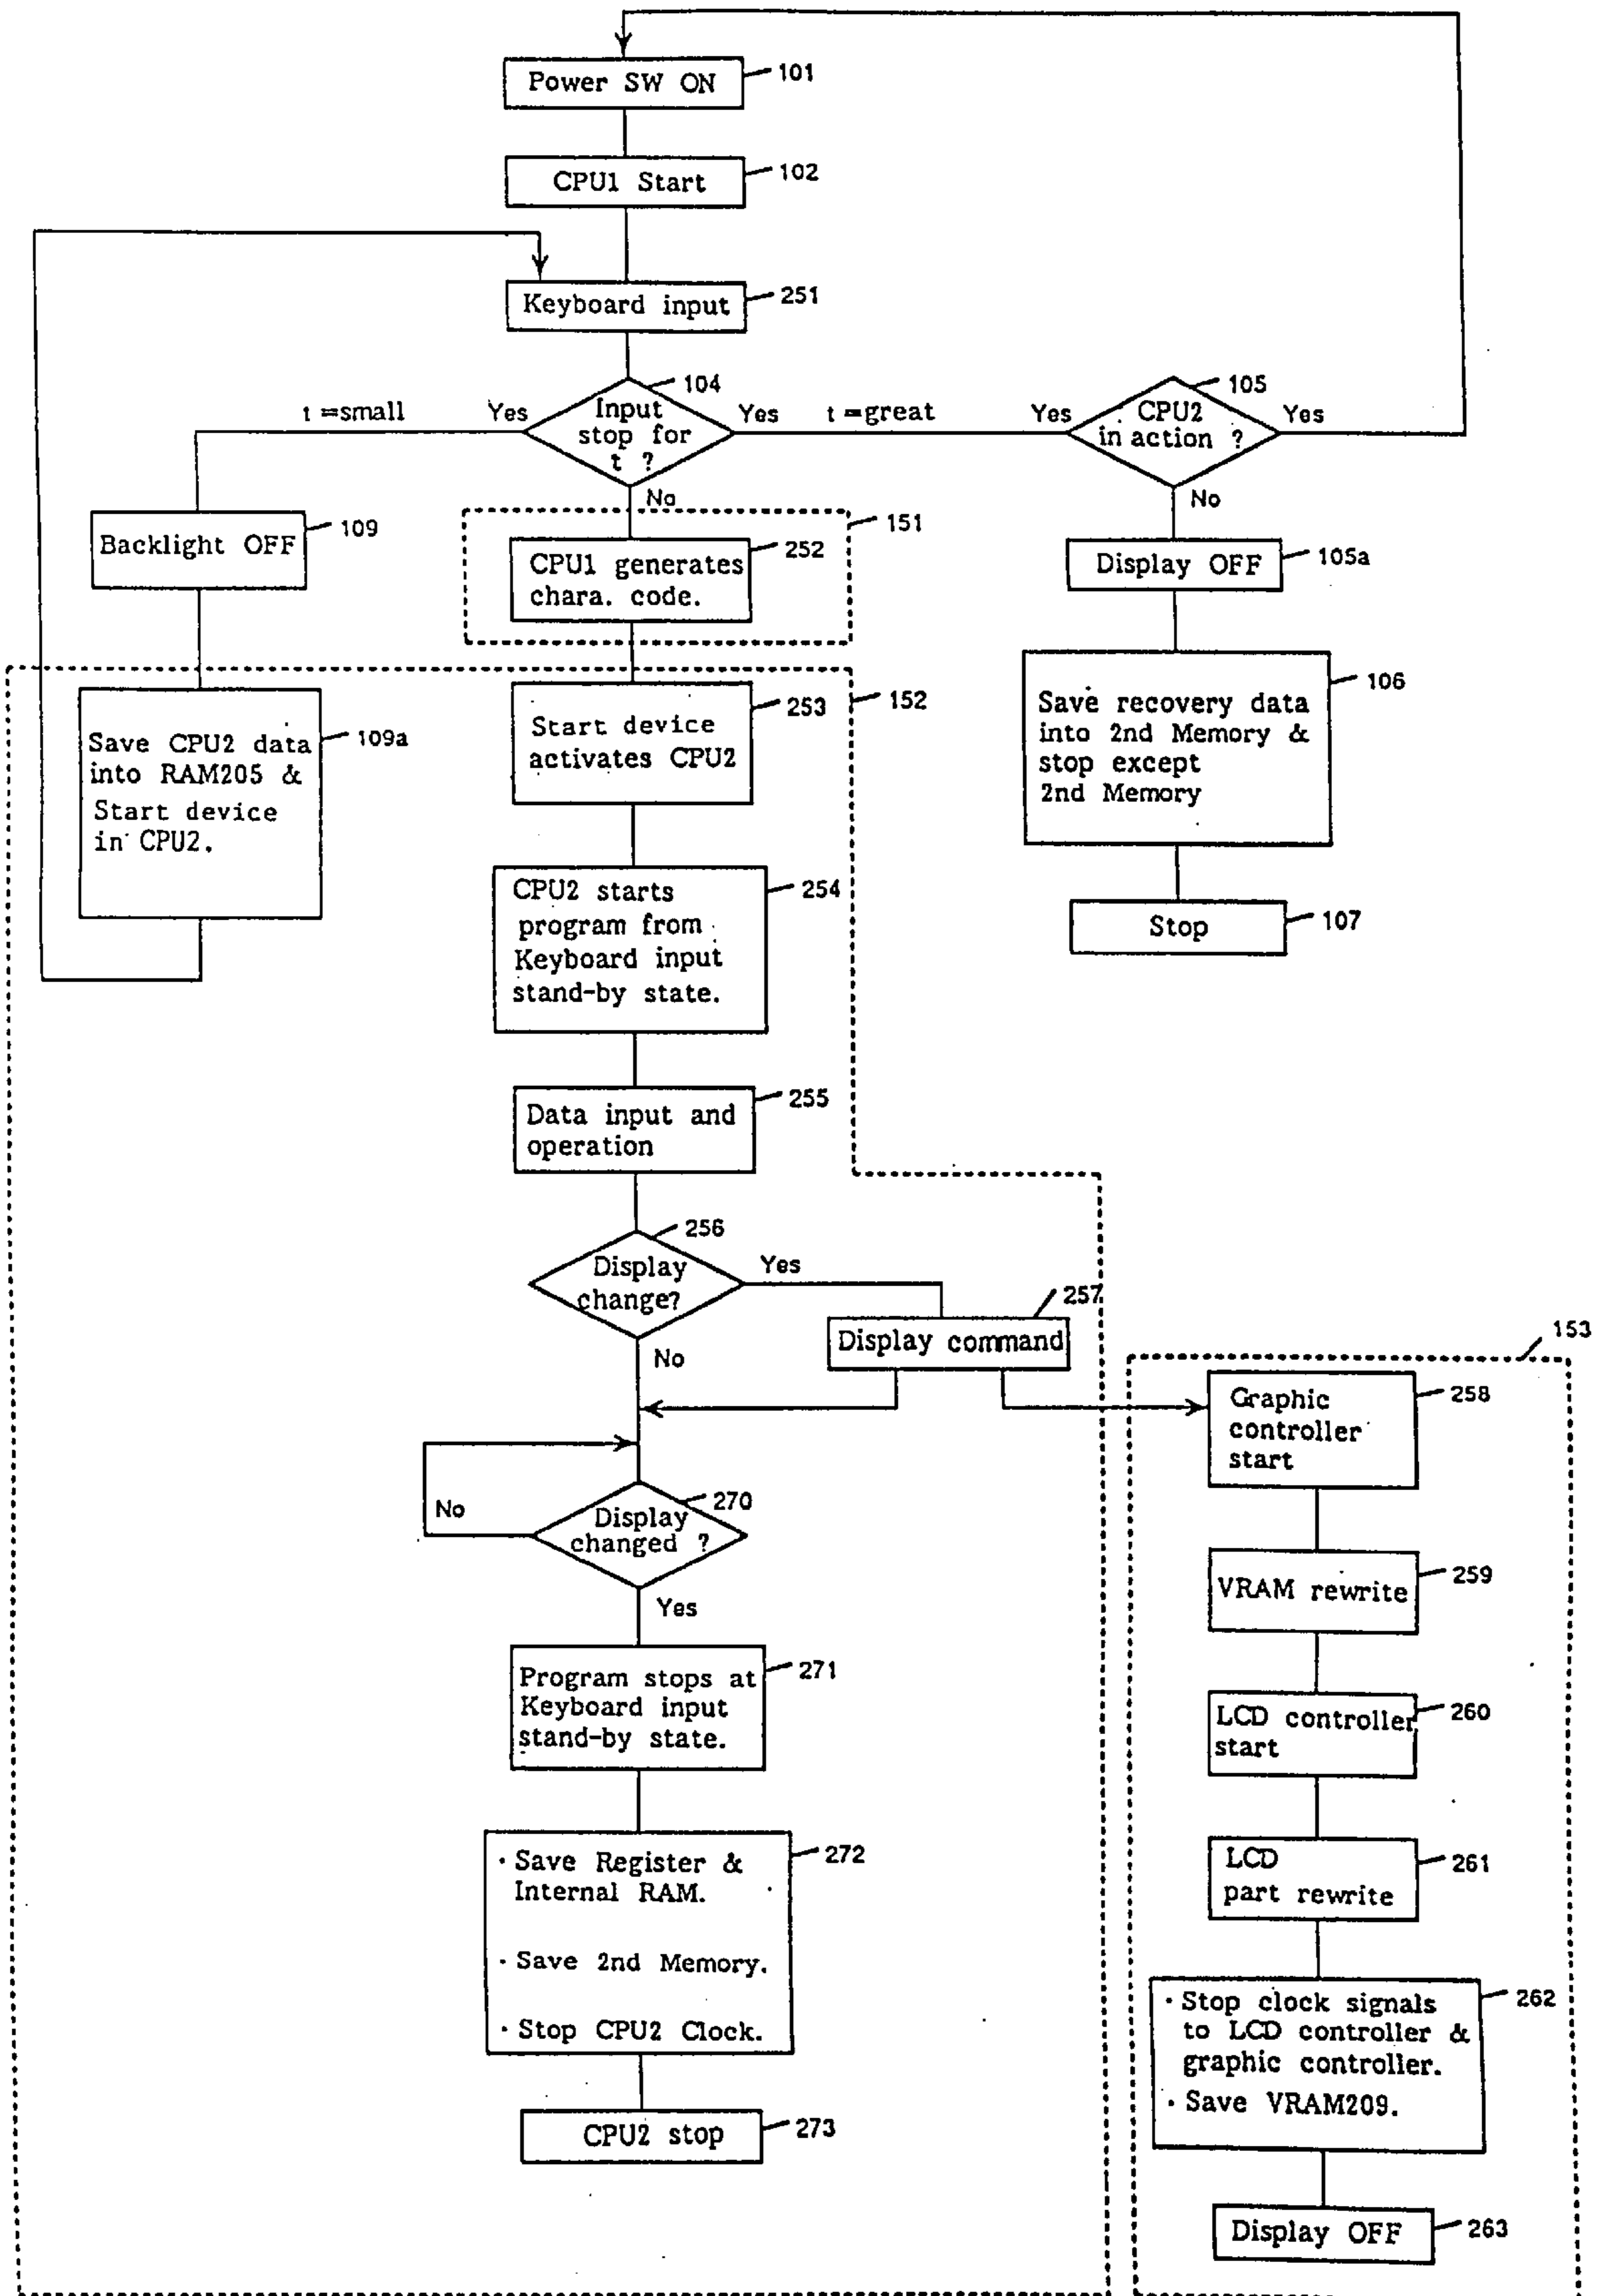 Power SW ON
101
CPU1 Start
102
Keyboard input
251
104
Input
stop for
t ?
t =small
Yes
Yes
t =great
Yes
105
CPU2
in action ?
Yes
No
No
Backlight OFF
109
151
CPU1 generates
chara. code.
252
Display OFF
105a
Save recovery data
into 2nd Memory &
stop except
2nd Memory
106
Stop
107
152
Save CPU2 data
into RAM205 &
Start device
in CPU2.
109a
Start device
activates CPU2
253
CPU2 starts
program from
Keyboard input
stand-by state.
254
Data input and
operation
255
256
Display
change?
Yes
No
257
Display command
153
Graphic
controller
start
258
No
270
Display
changed ?
Yes
VRAM rewrite
259
Program stops at
Keyboard input
stand-by state.
271
LCD controller
start
260
· Save Register &
Internal RAM.
· Save 2nd Memory.
· Stop CPU2 Clock.
272
LCD
part rewrite
261
· Stop clock signals
to LCD controller &
graphic controller.
· Save VRAM209.
262
CPU2 stop
273
Display OFF
263